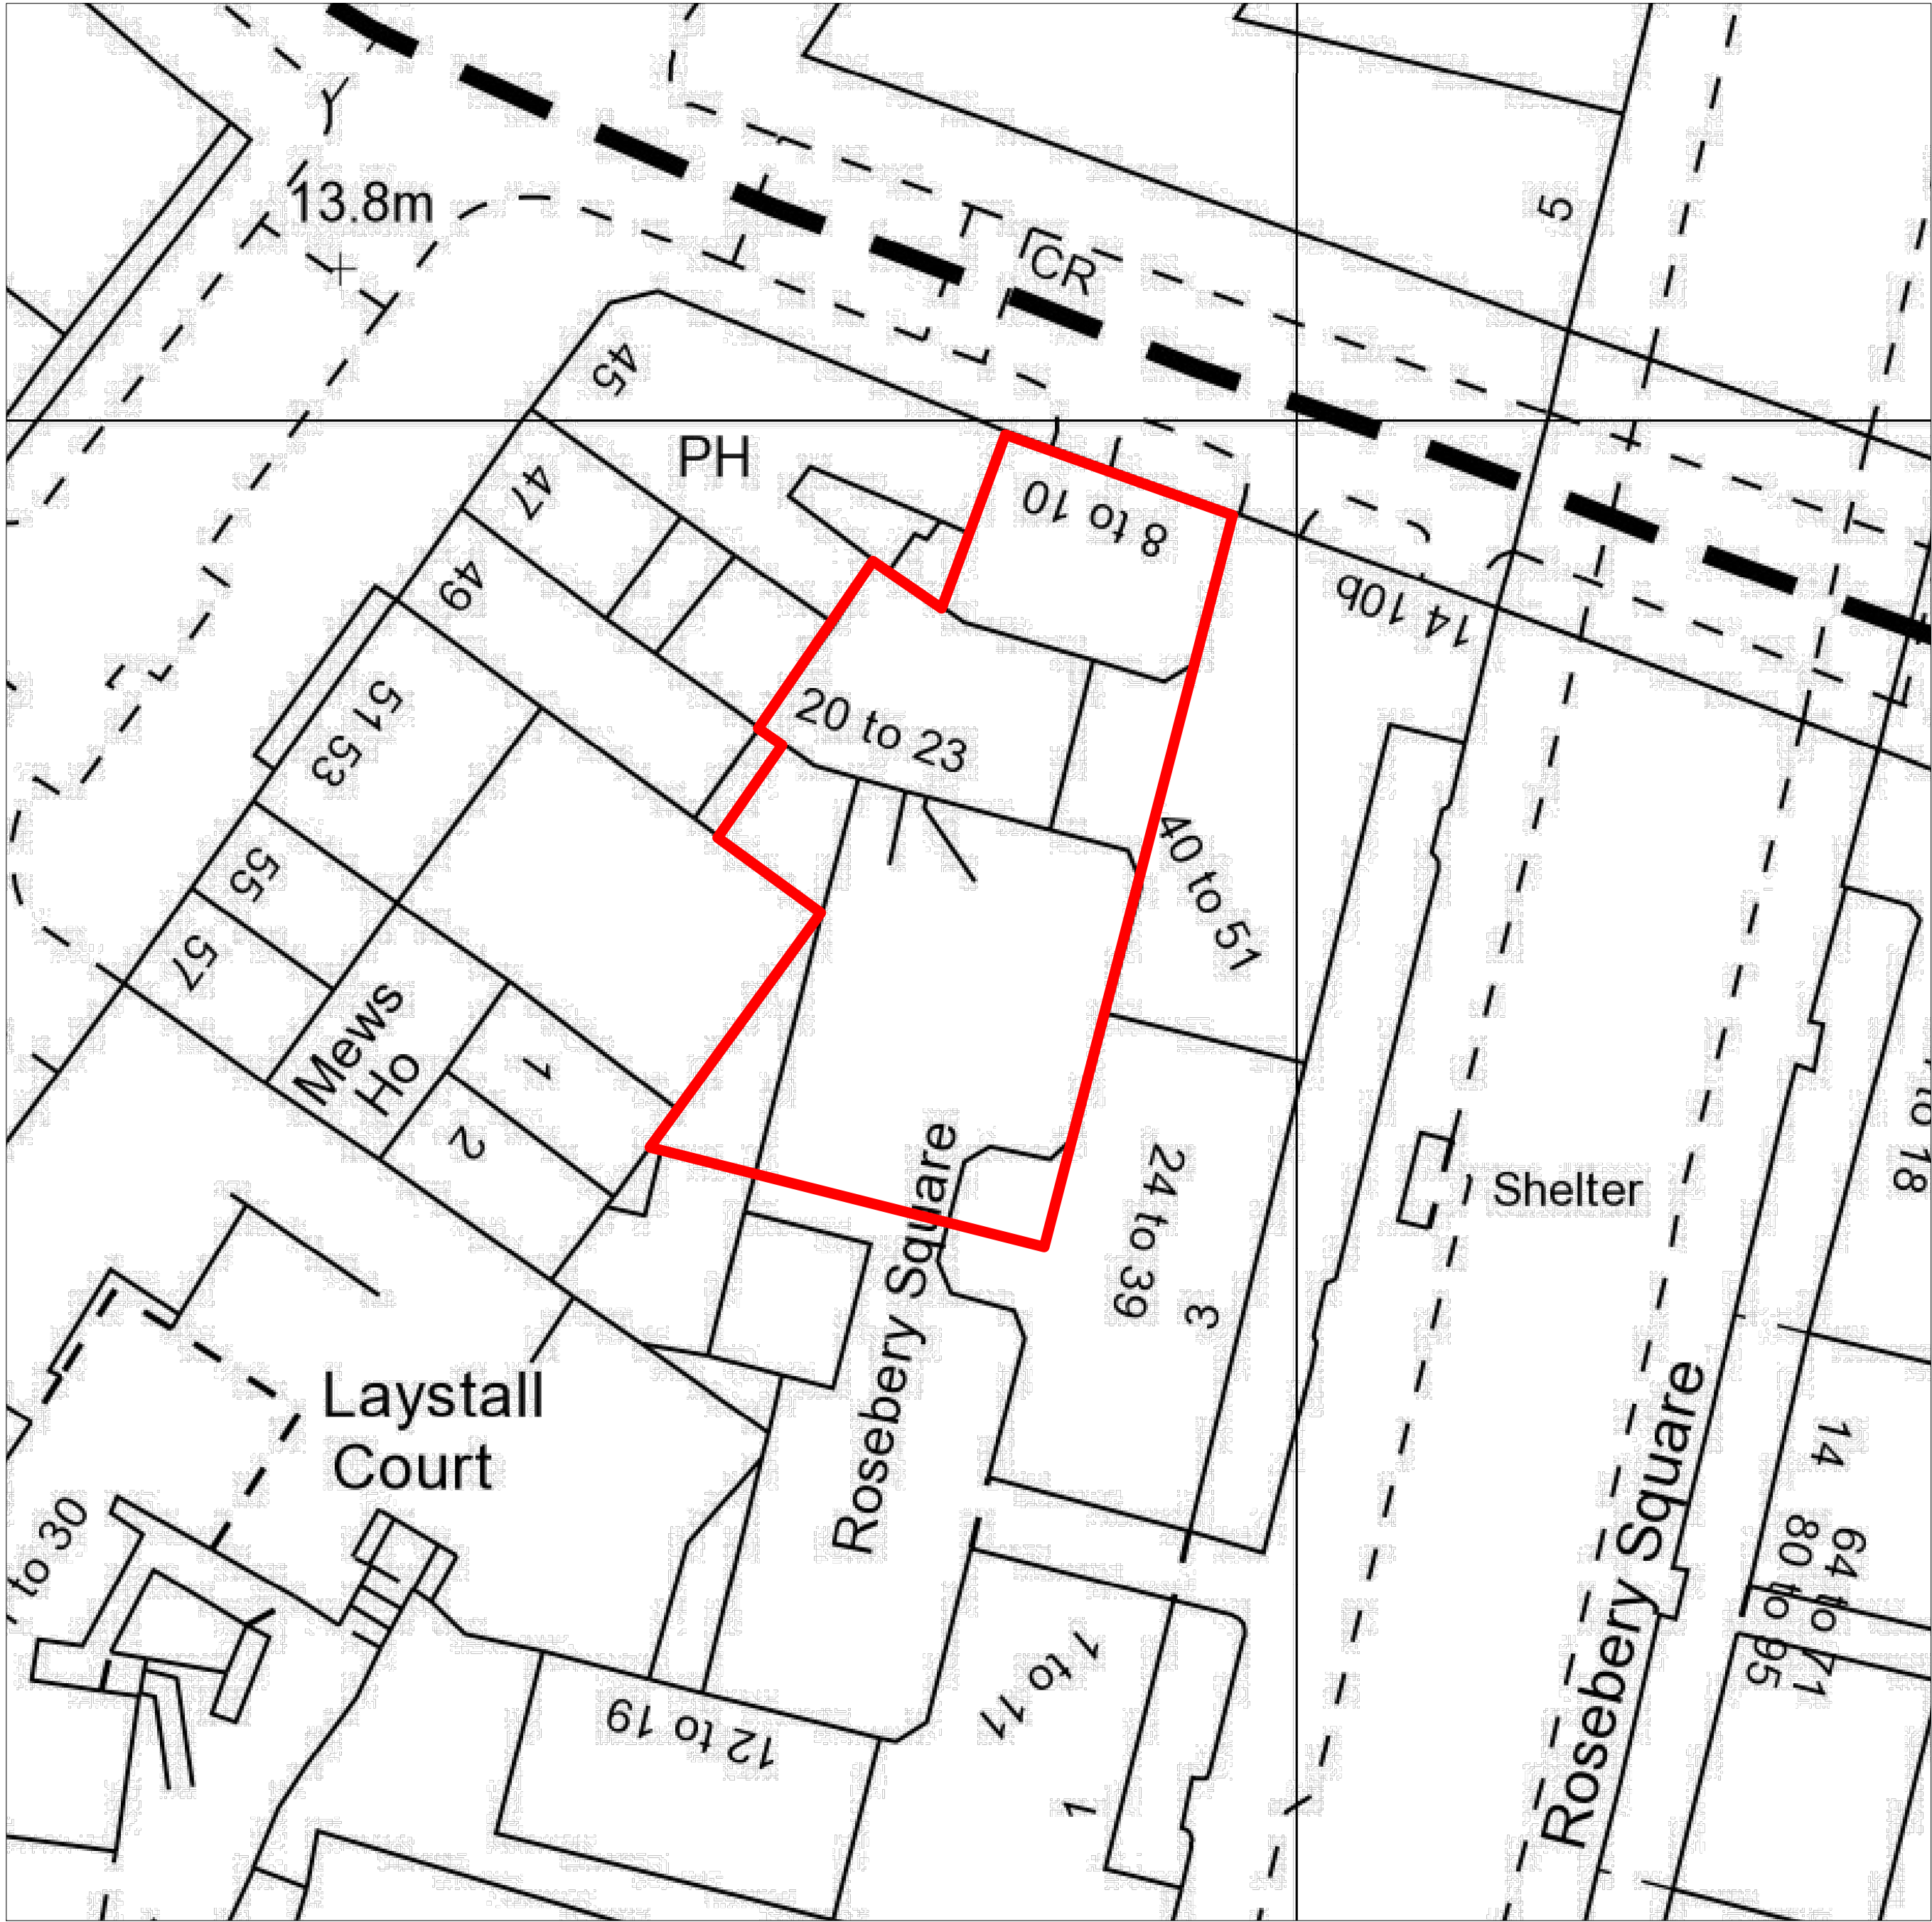 13.8m
CR
5
45
PH
47
8 to 10
49
14 10b
51
53
20 to 23
55
40 to 51
57
Mews
Ho
1
2
24 to 39
3
Shelter
to
18
Rosebery Square
Laystall
Court
to 30
14
64 to 71
80 to 95
Rosebery Square
7 to 11
12 to 19
1